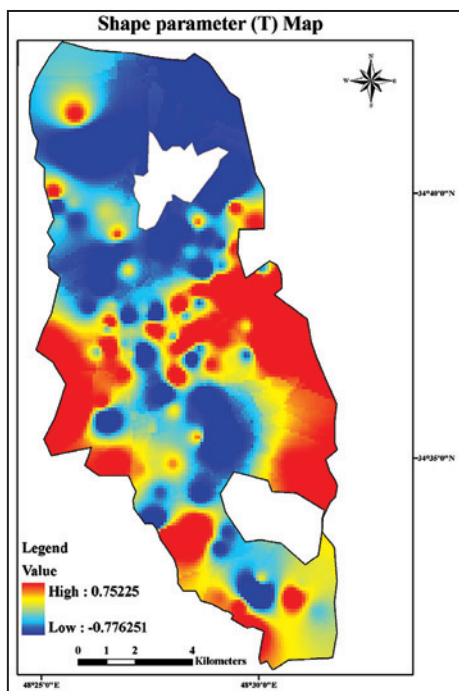 Shape parameter (T) Map
N
W
E
S
34°40'0"N
34°35'0"N
Legend
Value
High : 0.75225
Low : -0.776251
0
2
4
Kilometers
48°25'0"E
48°30'0"E